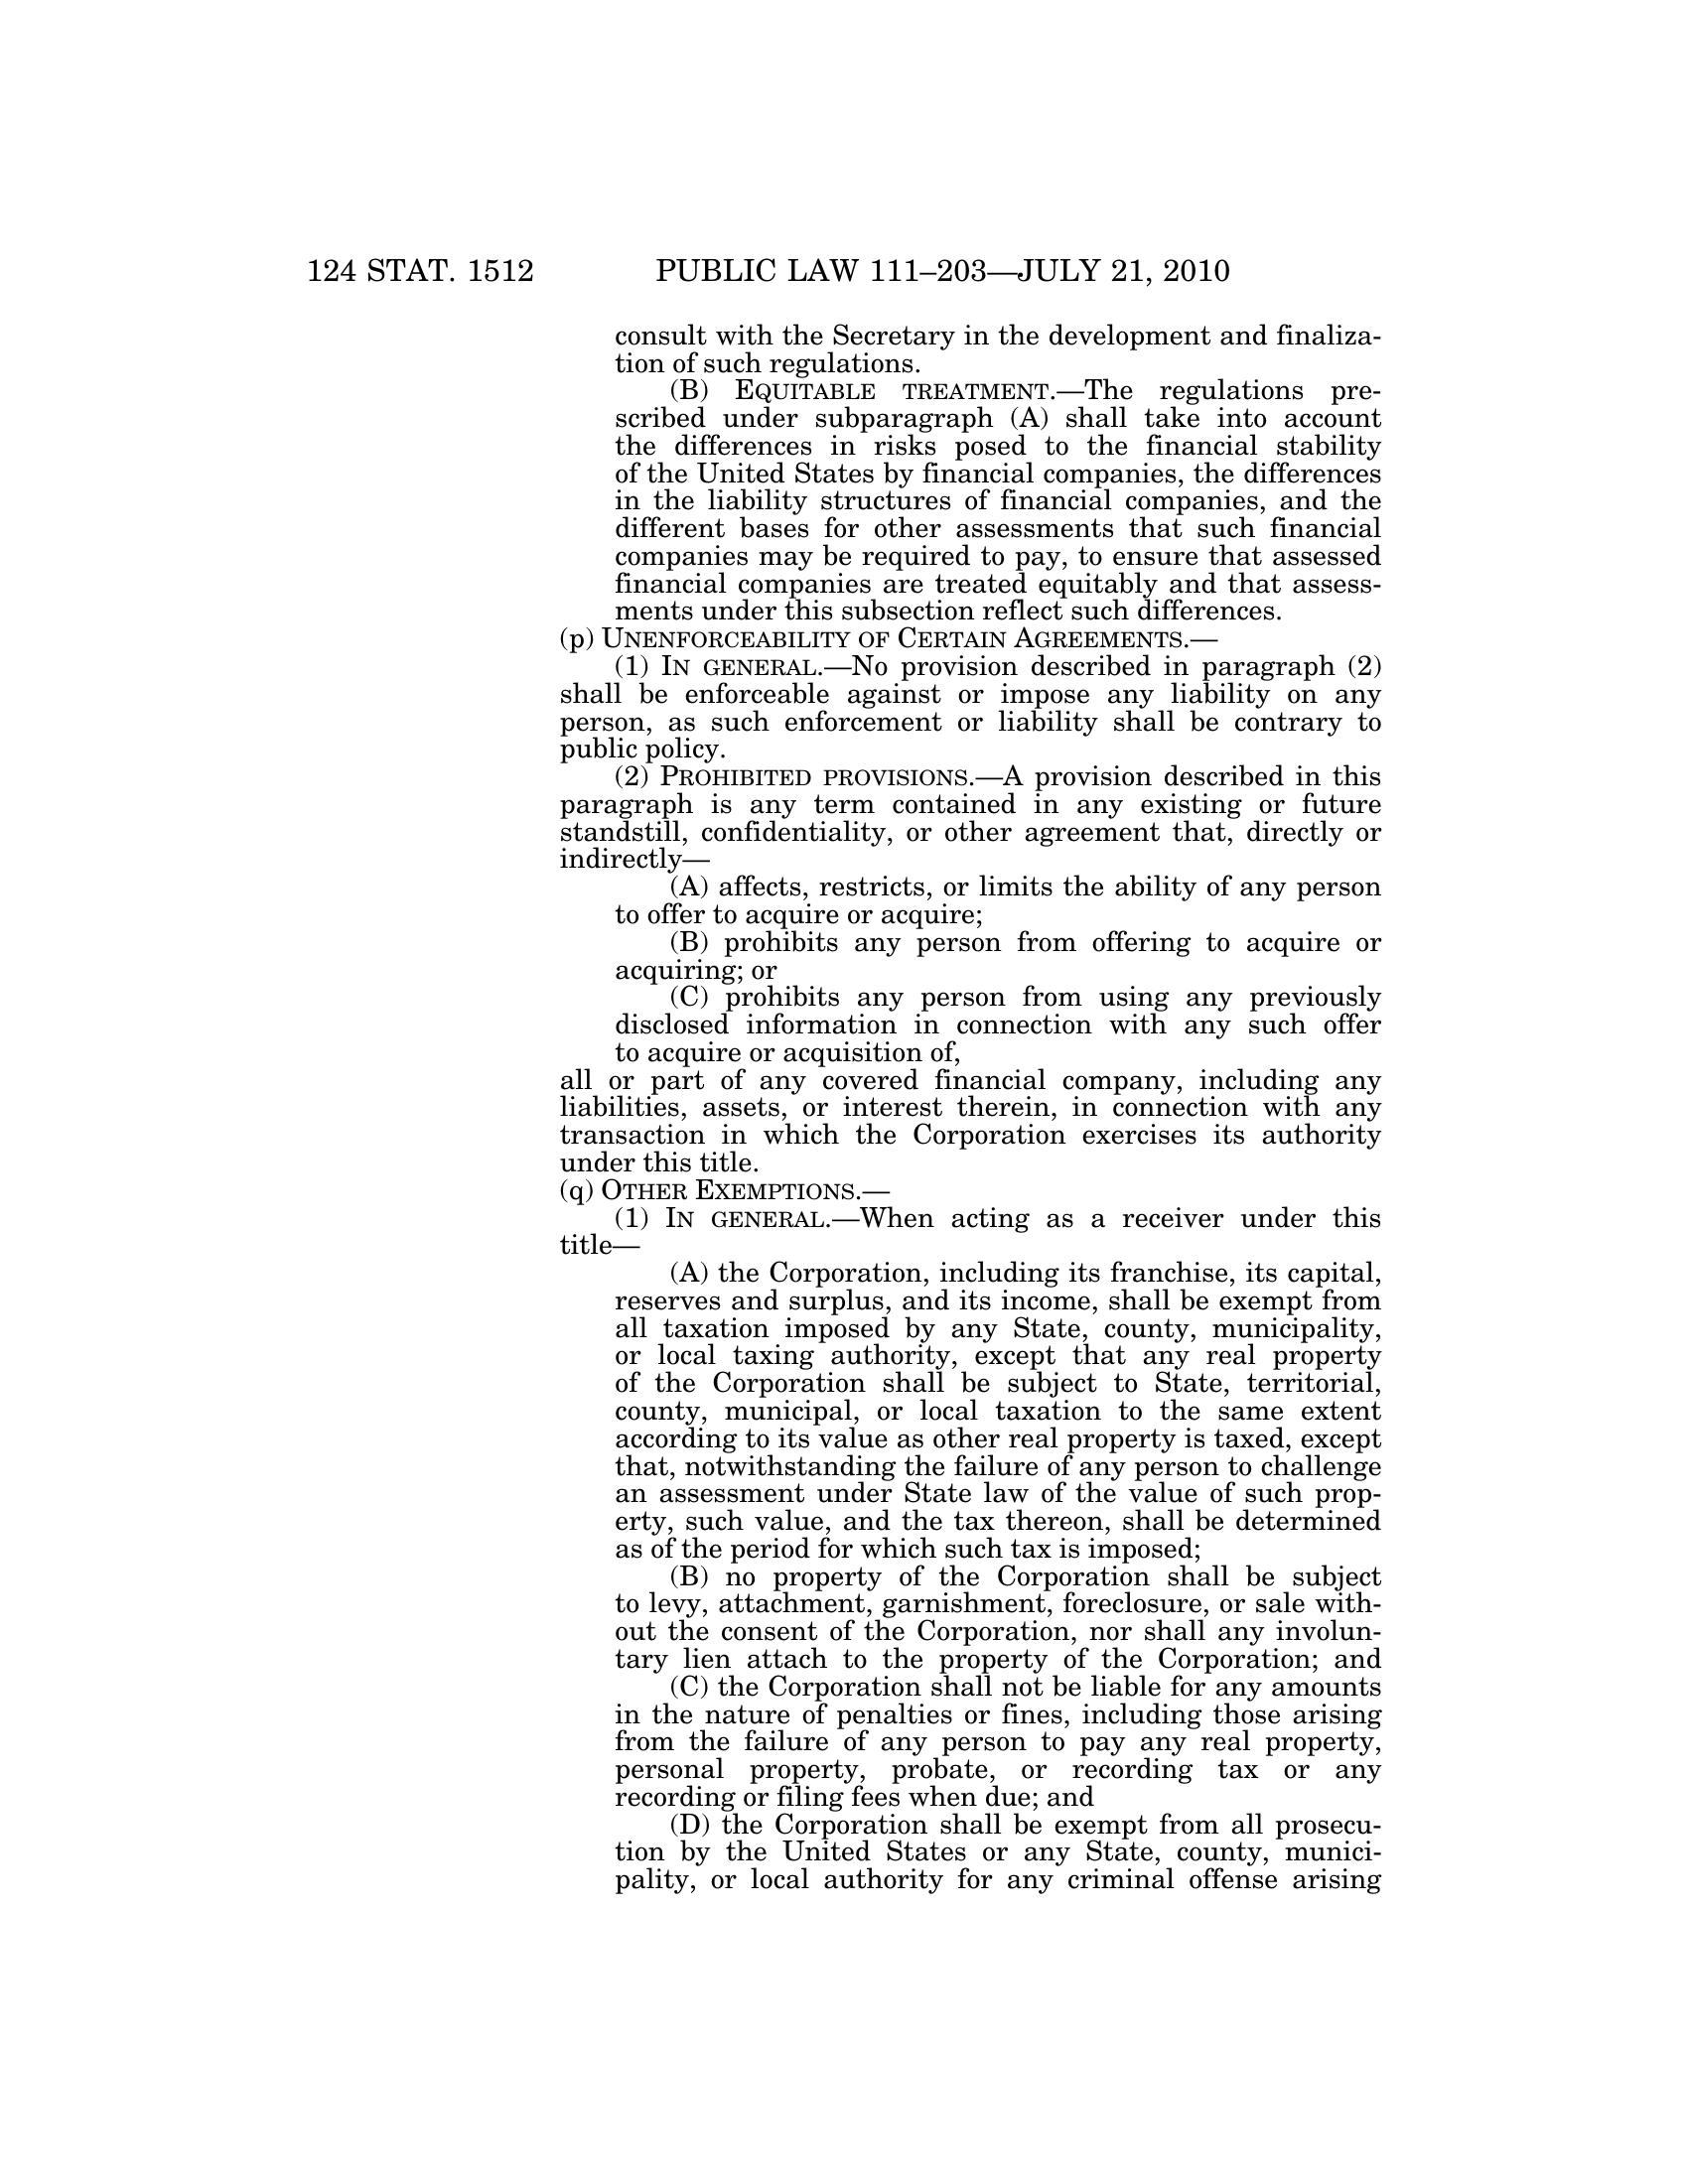 124 STAT. 1512 PUBLIC LAW 111–203—JULY 21, 2010
consult with the Secretary in the development and finaliza-
tion of such regulations.
(B) EQUITABLE TREATMENT.—The regulations pre-
scribed under subparagraph (A) shall take into account
the differences in risks posed to the financial stability
of the United States by financial companies, the differences
in the liability structures of financial companies, and the
different bases for other assessments that such financial
companies may be required to pay, to ensure that assessed
financial companies are treated equitably and that assess-
ments under this subsection reflect such differences.
(p) UNENFORCEABILITY OF CERTAIN AGREEMENTS.—
(1) IN GENERAL.—No provision described in paragraph (2)
shall be enforceable against or impose any liability on any
person, as such enforcement or liability shall be contrary to
public policy.
(2) PROHIBITED PROVISIONS.—A provision described in this
paragraph is any term contained in any existing or future
standstill, confidentiality, or other agreement that, directly or
indirectly—
(A) affects, restricts, or limits the ability of any person
to offer to acquire or acquire;
(B) prohibits any person from offering to acquire or
acquiring; or
(C) prohibits any person from using any previously
disclosed information in connection with any such offer
to acquire or acquisition of,
all or part of any covered financial company, including any
liabilities, assets, or interest therein, in connection with any
transaction in which the Corporation exercises its authority
under this title.
(q) OTHER EXEMPTIONS.—
(1) IN GENERAL.—When acting as a receiver under this
title—
(A) the Corporation, including its franchise, its capital,
reserves and surplus, and its income, shall be exempt from
all taxation imposed by any State, county, municipality,
or local taxing authority, except that any real property
of the Corporation shall be subject to State, territorial,
county, municipal, or local taxation to the same extent
according to its value as other real property is taxed, except
that, notwithstanding the failure of any person to challenge
an assessment under State law of the value of such prop-
erty, such value, and the tax thereon, shall be determined
as of the period for which such tax is imposed;
(B) no property of the Corporation shall be subject
to levy, attachment, garnishment, foreclosure, or sale with-
out the consent of the Corporation, nor shall any involun-
tary lien attach to the property of the Corporation; and
(C) the Corporation shall not be liable for any amounts
in the nature of penalties or fines, including those arising
from the failure of any person to pay any real property,
personal property, probate, or recording tax or any
recording or filing fees when due; and
(D) the Corporation shall be exempt from all prosecu-
tion by the United States or any State, county, munici-
pality, or local authority for any criminal offense arising